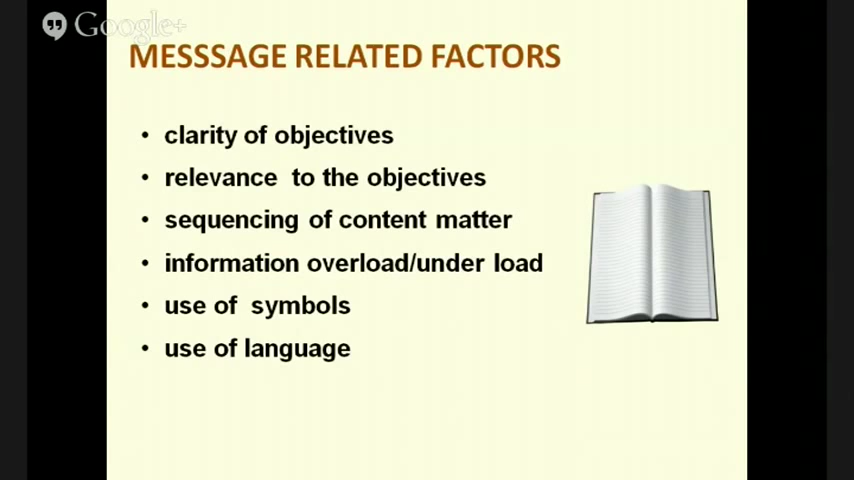 Google+
MESSSAGE RELATED FACTORS
• clarity of objectives
• relevance to the objectives
• sequencing of content matter
• information overload/under load
• use of symbols
• use of language